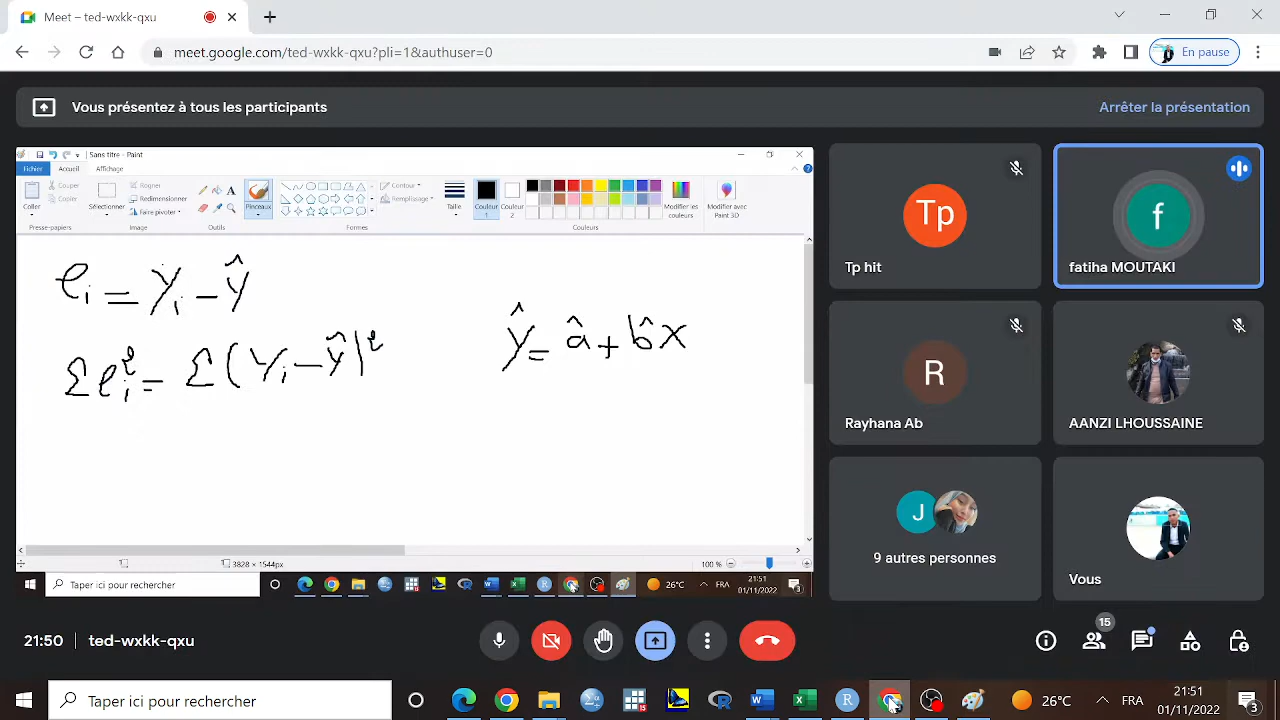 Meet – ted-wxkk-qxu
meet.google.com/ted-wxkk-qxu?pli=1&authuser=0
En pause
Vous présentez à tous les participants
Arrêter la présentation
Sans titre - Paint
Fichier
Accueil
Affichage
Coller
Couper
Copier
Sélectionner
Rogner
Redimensionner
Faire pivoter
A
Pinceaux
Contour
Remplissage
Taille
Couleur 1
Couleur 2
Modifier les couleurs
Modifier avec Paint 3D
Presse-papiers
Image
Outils
Formes
Couleurs
eᵢ = yᵢ − ŷ
Σeᵢ² = Σ(yᵢ − ŷ)²
ŷ = â + b̂x
3828 × 1544px
100 %
Taper ici pour rechercher
26°C
FRA
21:51
01/11/2022
3
Tp
Tp hit
f
fatiha MOUTAKI
R
Rayhana Ab
AANZI LHOUSSAINE
J
9 autres personnes
Vous
21:50
ted-wxkk-qxu
15
Taper ici pour rechercher
26°C
FRA
21:51
01/11/2022
3